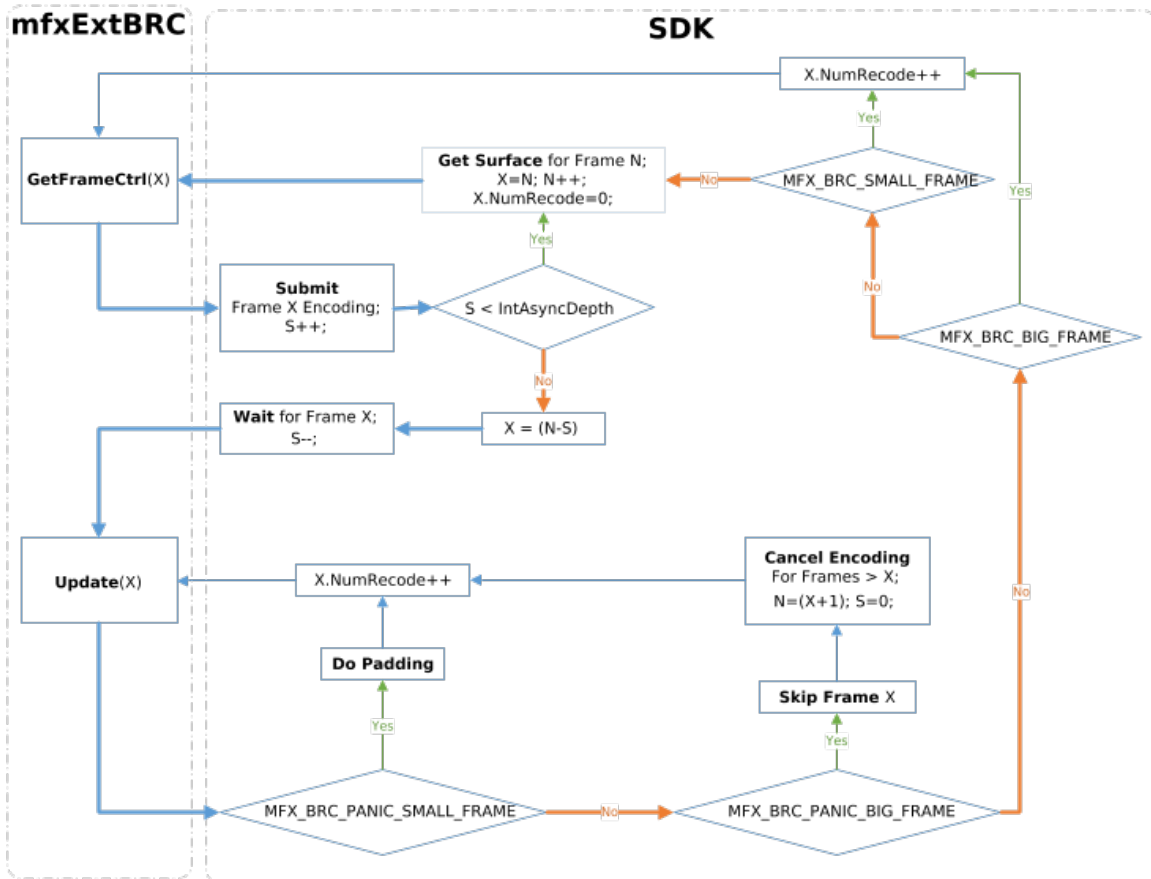 mfxExtBRC
SDK
X.NumRecode++
Yes
Yes
GetFrameCtrl(X)
Get Surface for Frame N;
X=N; N++;
X.NumRecode=0;
No
MFX_BRC_SMALL_FRAME
Yes
Submit
Frame X Encoding;
S++;
S < IntAsyncDepth
No
MFX_BRC_BIG_FRAME
No
Wait for Frame X;
S--;
X = (N-S)
Update(X)
X.NumRecode++
Cancel Encoding
For Frames > X;
N=(X+1); S=0;
No
Do Padding
Skip Frame X
Yes
Yes
MFX_BRC_PANIC_SMALL_FRAME
No
MFX_BRC_PANIC_BIG_FRAME